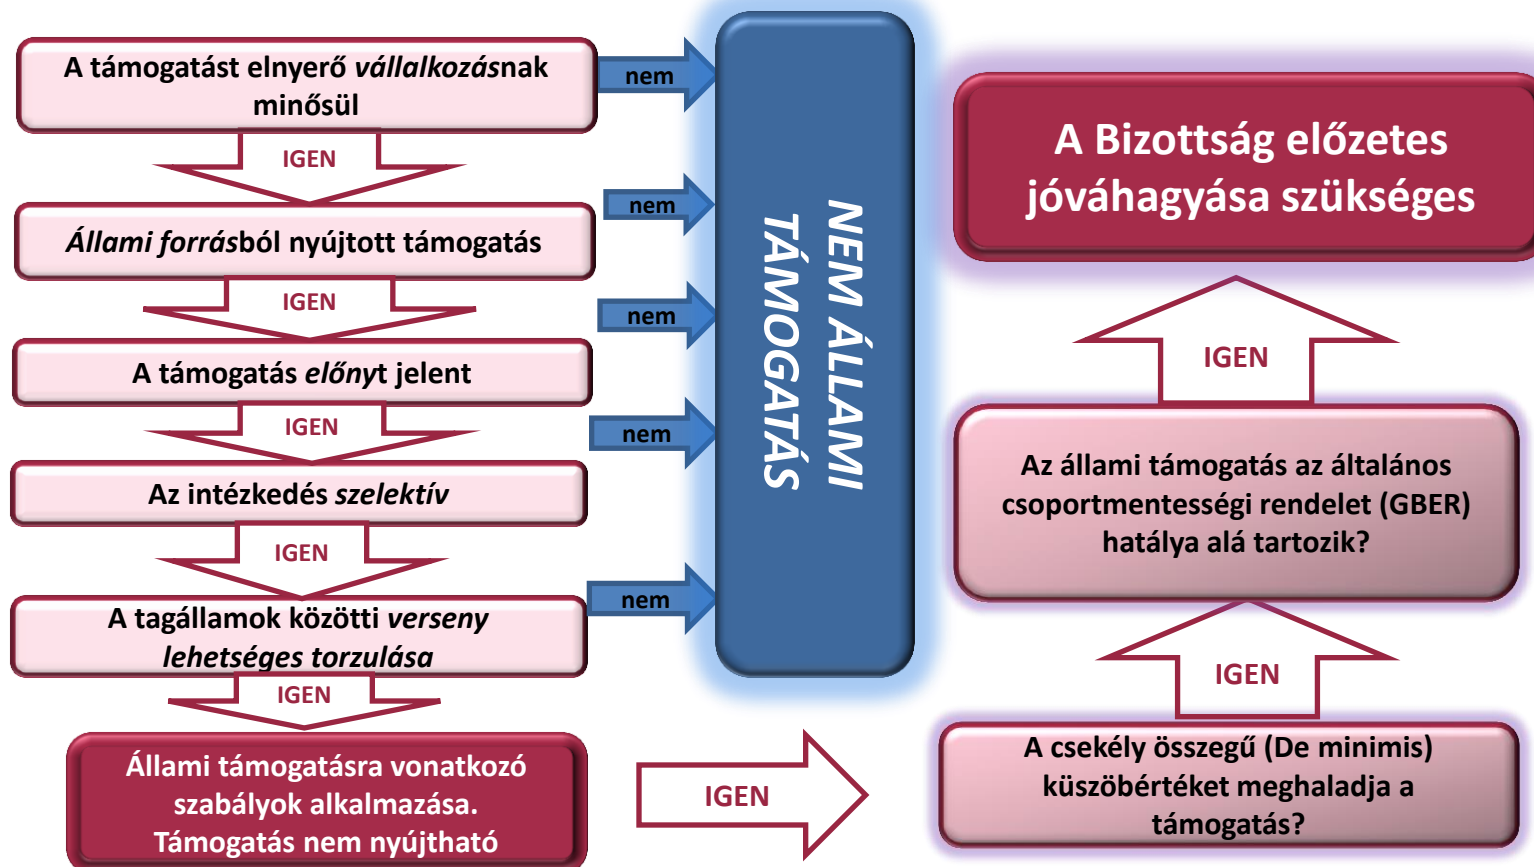 A támogatást elnyerő vállalkozásnak
minősül
nem
IGEN
Állami forrásból nyújtott támogatás
nem
IGEN
A támogatás előnyt jelent
nem
IGEN
Az intézkedés szelektív
nem
IGEN
A tagállamok közötti verseny
lehetséges torzulása
nem
IGEN
Állami támogatásra vonatkozó
szabályok alkalmazása.
Támogatás nem nyújtható
NEM ÁLLAMI
TÁMOGATÁS
IGEN
A csekély összegű (De minimis)
küszöbértéket meghaladja a
támogatás?
IGEN
Az állami támogatás az általános
csoportmentességi rendelet (GBER)
hatálya alá tartozik?
IGEN
A Bizottság előzetes
jóváhagyása szükséges